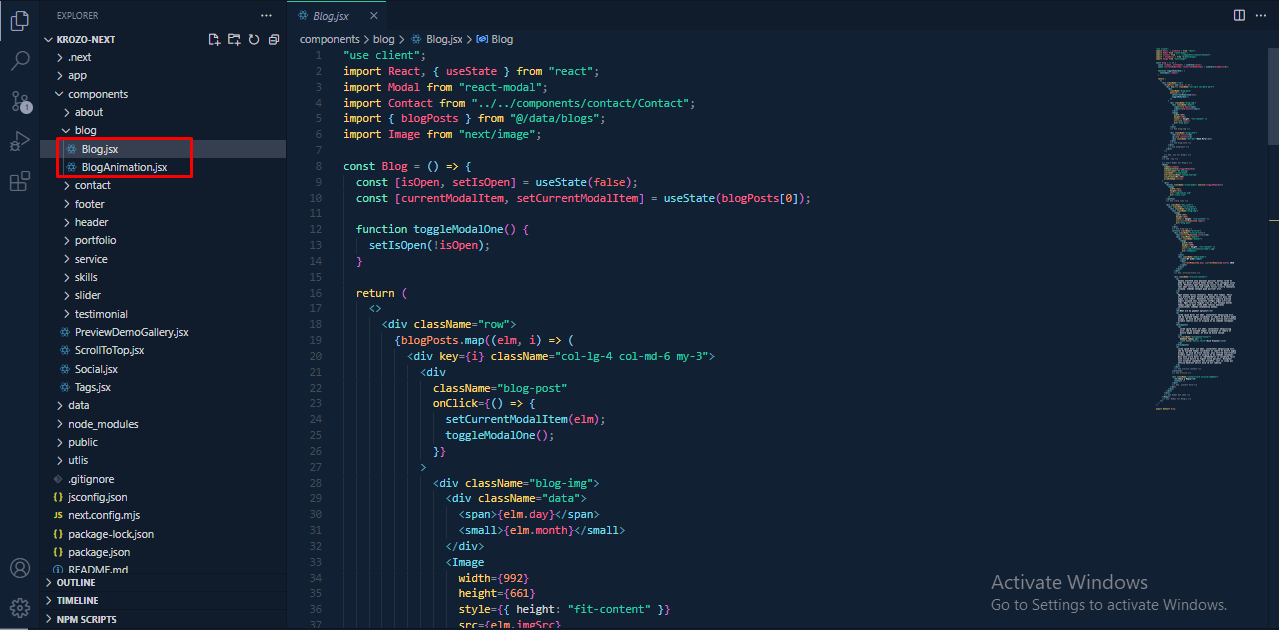 EXPLORER
KROZO-NEXT
.next
app
components
about
blog
Blog.jsx
BlogAnimation.jsx
contact
footer
header
portfolio
service
skills
slider
testimonial
PreviewDemoGallery.jsx
ScrollToTop.jsx
Social.jsx
Tags.jsx
data
node_modules
public
utlis
.gitignore
{} jsconfig.json
JS next.config.mjs
{} package-lock.json
{} package.json
README.md
OUTLINE
TIMELINE
NPM SCRIPTS
1
Blog.jsx
components > blog > Blog.jsx > Blog
1 "use client";
2 import React, { useState } from "react";
3 import Modal from "react-modal";
4 import Contact from "../../components/contact/Contact";
5 import { blogPosts } from "@/data/blogs";
6 import Image from "next/image";
7
8 const Blog = () => {
9 const [isOpen, setIsOpen] = useState(false);
10 const [currentModalItem, setCurrentModalItem] = useState(blogPosts[0]);
11
12 function toggleModalOne() {
13 setIsOpen(!isOpen);
14 }
15
16 return (
17 <>
18 <div className="row">
19 {blogPosts.map((elm, i) => (
20 <div key={i} className="col-lg-4 col-md-6 my-3">
21 <div
22 className="blog-post"
23 onClick={() => {
24 setCurrentModalItem(elm);
25 toggleModalOne();
26 }}
27 >
28 <div className="blog-img">
29 <div className="data">
30 <span>{elm.day}</span>
31 <small>{elm.month}</small>
32 </div>
33 <Image
34 width={992}
35 height={661}
36 style={{ height: "fit-content" }}
37 src={elm.imgSrc}
Activate Windows
Go to Settings to activate Windows.